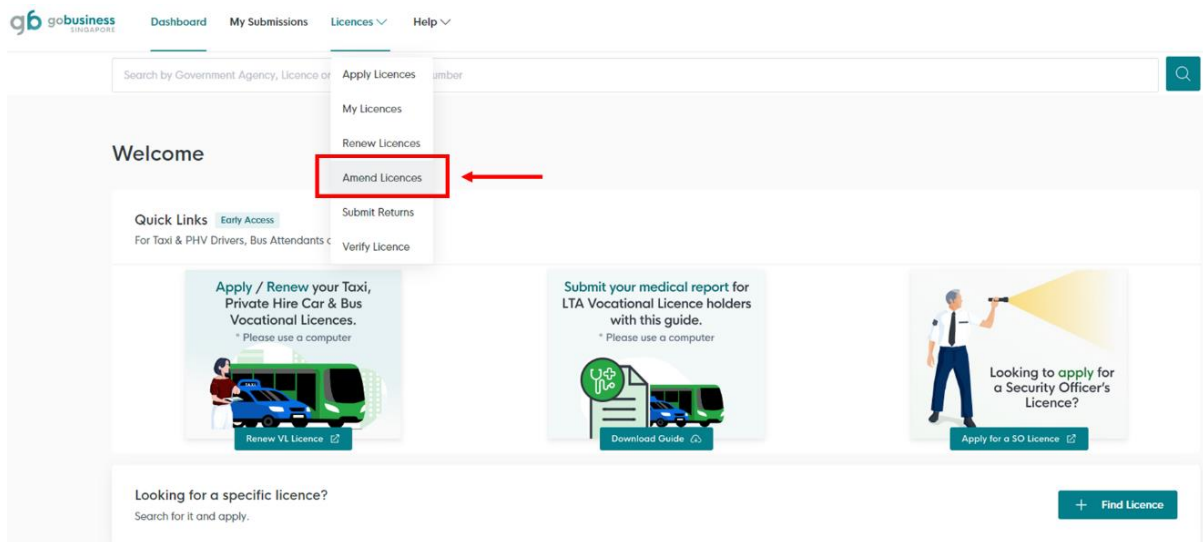 gobusiness
SINGAPORE
Dashboard My Submissions Licences Help
Search by Government Agency, Licence or umber
Apply Licences
My Licences
Renew Licences
Amend Licences
Submit Returns
Verify Licence
Welcome
Quick Links Early Access
For Taxi & PHV Drivers, Bus Attendants
Apply / Renew your Taxi,
Private Hire Car & Bus
Vocational Licences.
* Please use a computer
TAXI
Renew VL Licence
Submit your medical report for
LTA Vocational Licence holders
with this guide.
* Please use a computer
Download Guide
Looking to apply for
a Security Officer's
Licence?
Apply for a SO Licence
Looking for a specific licence?
Search for it and apply.
+ Find Licence